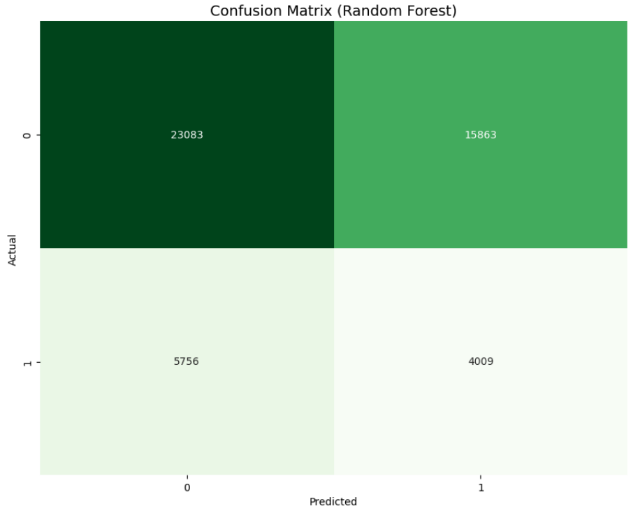 Confusion Matrix (Random Forest)
Actual
0
23083
15863
1
5756
4009
0
1
Predicted